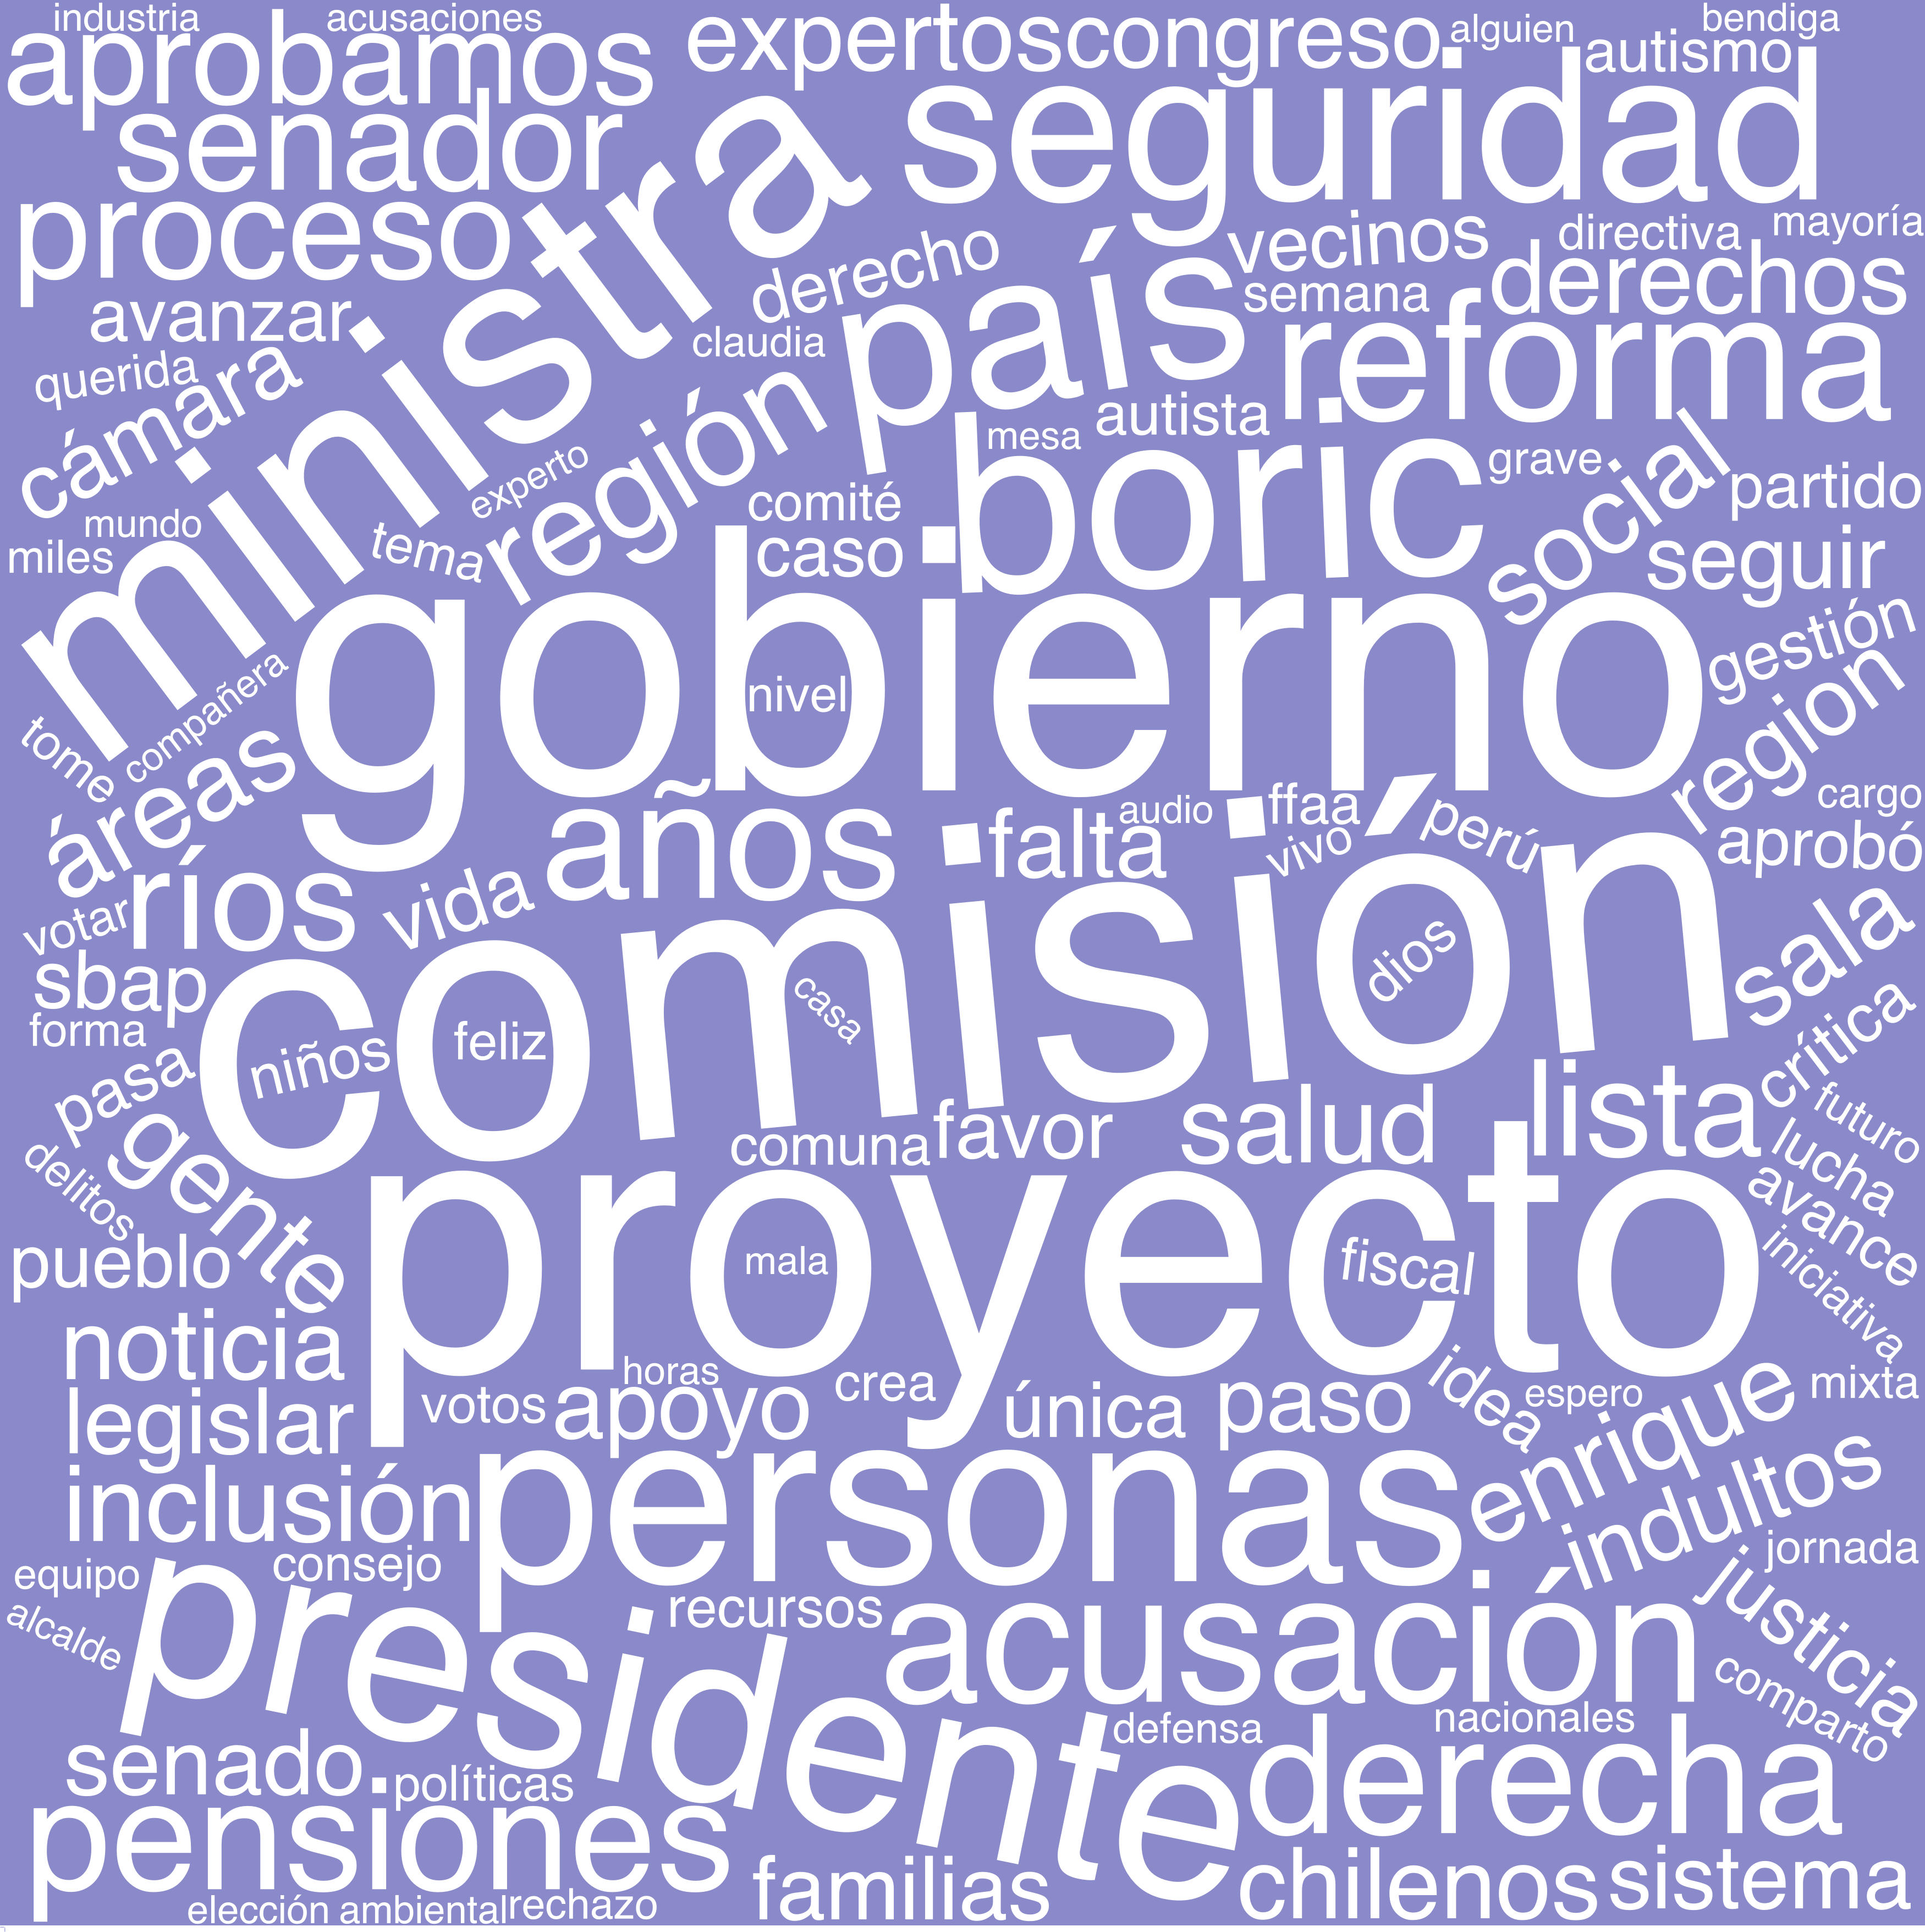 industria
acusaciones
expertos
congreso
alguien
bendiga
aprobamos
autismo
senador
seguridad
ministra
proceso
derecho
país
vecinos
directiva
mayoría
semana
derechos
avanzar
claudia
reforma
querida
cámara
región
autista
mesa
boric
experto
comité
grave
social
partido
mundo
miles
tema
caso
seguir
gobierno
nivel
gestión
region
compañera
tome
áreas
años
falta
audio
ffaa
vivo
perú
cargo
aprobó
ríos
vida
votar
comisión
sala
dios
sbap
forma
casa
feliz
niños
crítica
pasa
gente
comuna
favor
salud
lista
futuro
lucha
avance
delitos
proyecto
pueblo
mala
fiscal
iniciativa
noticia
horas
votos
apoyo
crea
única
paso
idea
espero
enrique
mixta
legislar
inclusión
personas
indultos
jornada
equipo
consejo
presidente
recursos
acusación
justicia
alcalde
comparto
defensa
nacionales
senado
políticas
derecha
pensiones
familias
chilenos
sistema
elección
ambiental
rechazo